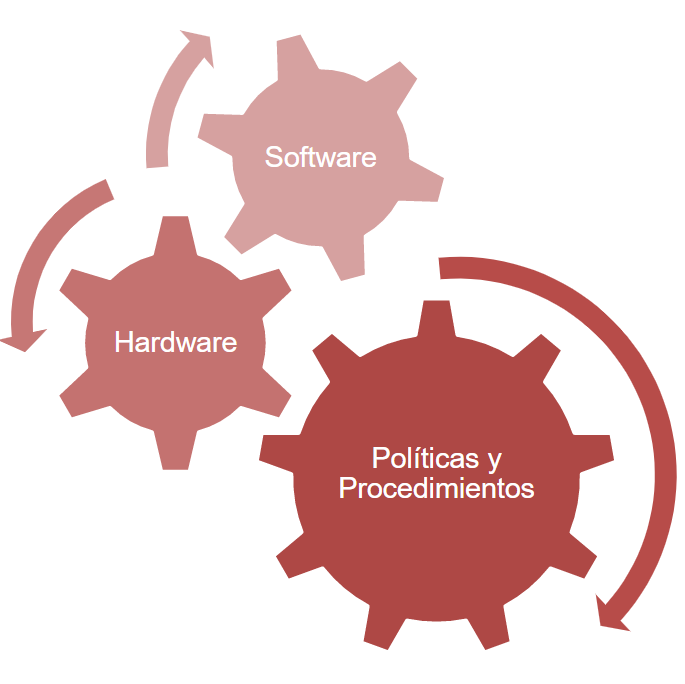 Software
Hardware
Políticas y
Procedimientos